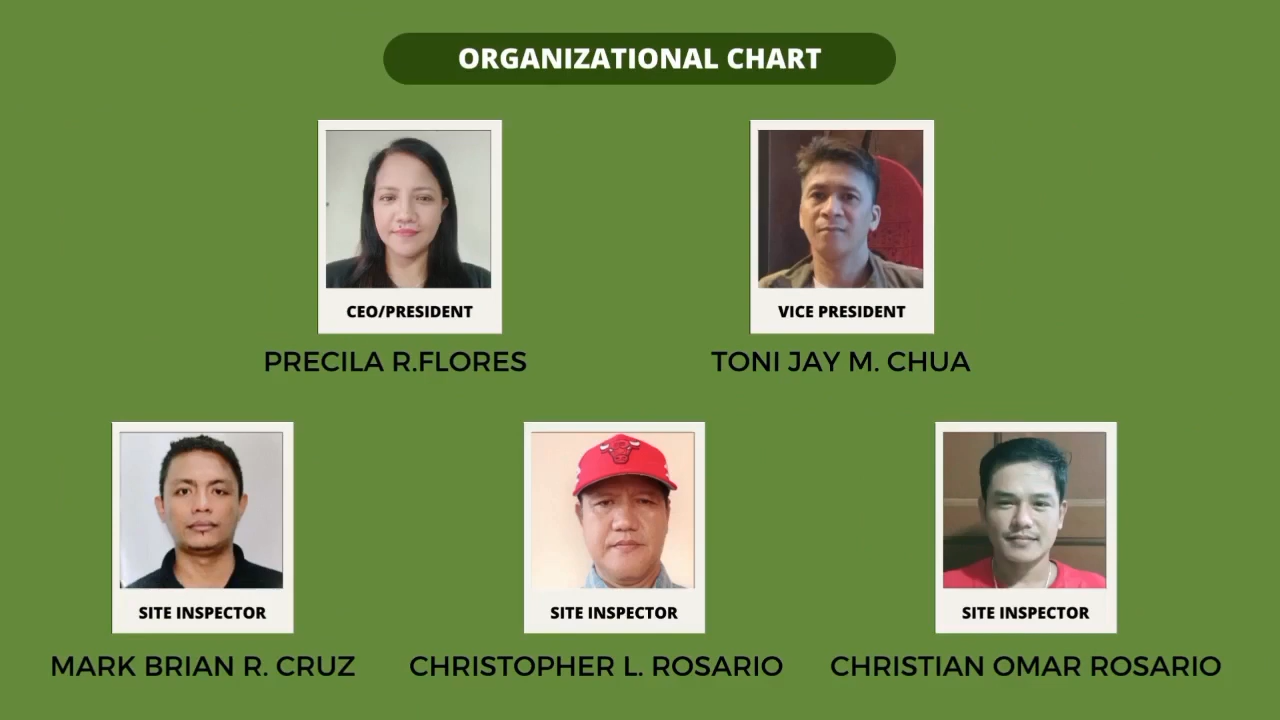 ORGANIZATIONAL CHART
CEO/PRESIDENT
VICE PRESIDENT
PRECILA R.FLORES
TONI JAY M. CHUA
SITE INSPECTOR
SITE INSPECTOR
SITE INSPECTOR
MARK BRIAN R. CRUZ
CHRISTOPHER L. ROSARIO
CHRISTIAN OMAR ROSARIO